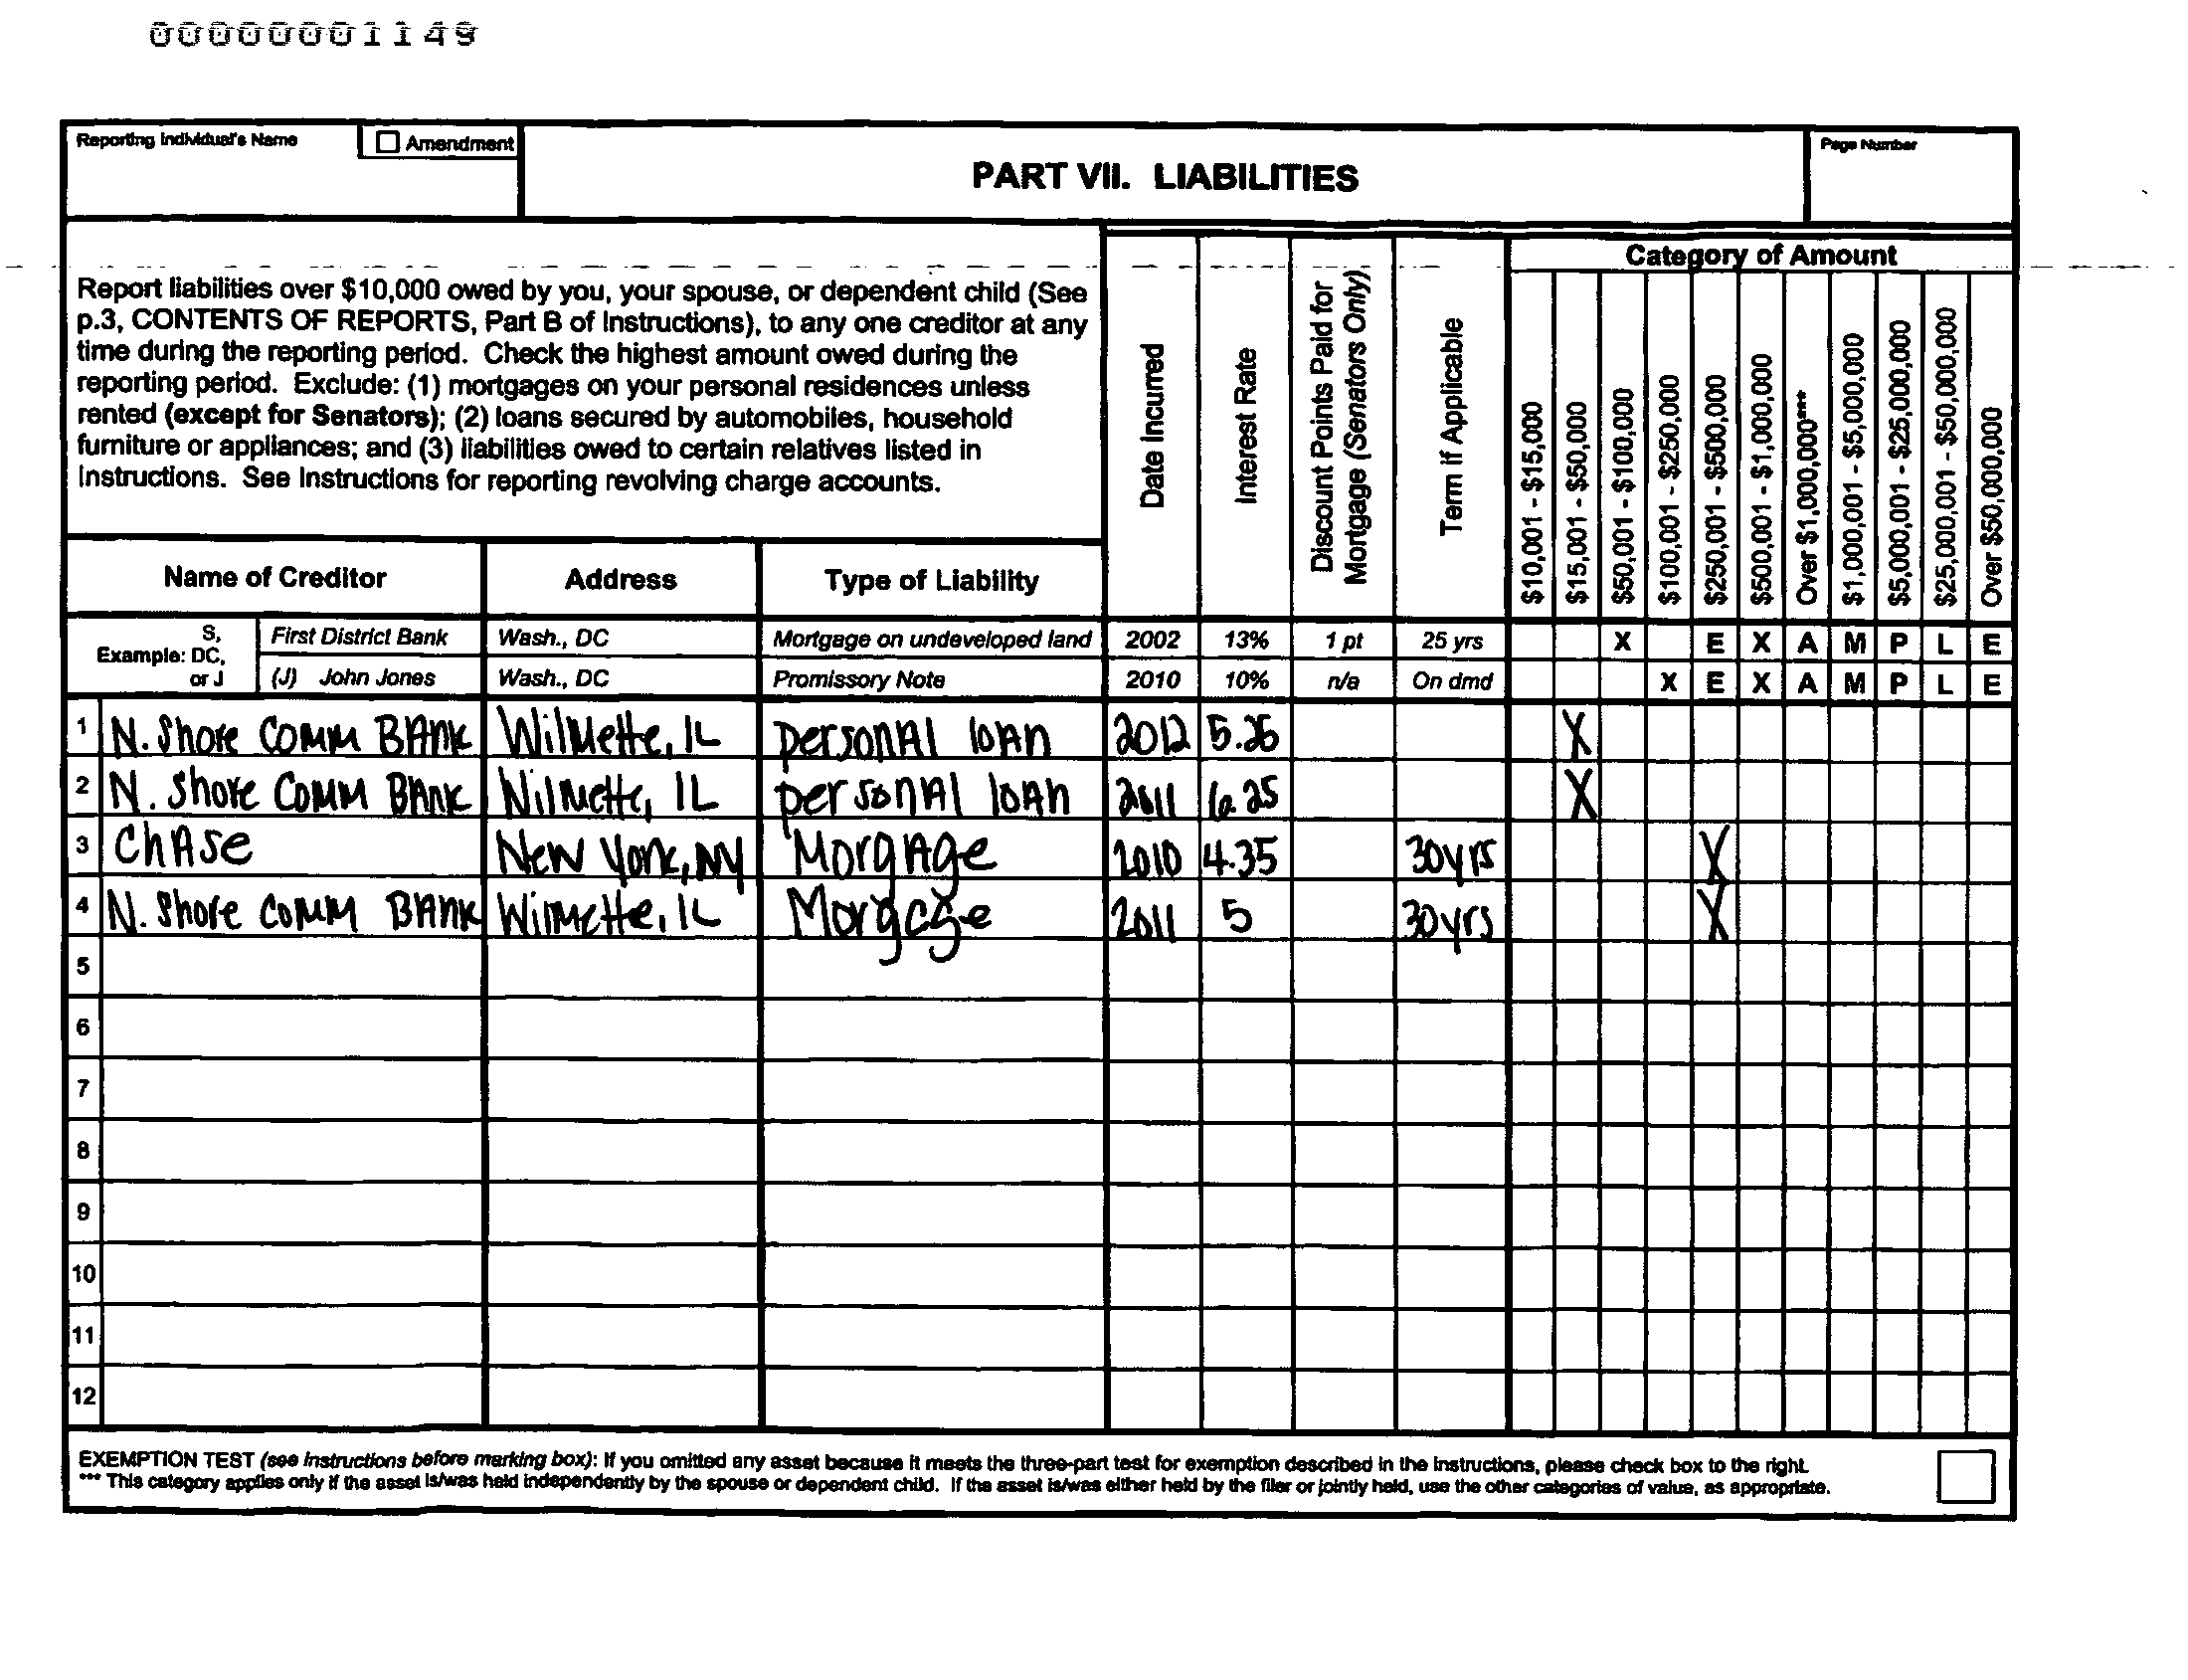 00000001149
Reporting Individual's Name
Amendment
PART VII. LIABILITIES
Page Number
Report liabilities over $10,000 owed by you, your spouse, or dependent child (See
p.3, CONTENTS OF REPORTS, Part B of Instructions), to any one creditor at any
time during the reporting period. Check the highest amount owed during the
reporting period. Exclude: (1) mortgages on your personal residences unless
rented (except for Senators); (2) loans secured by automobiles, household
furniture or appliances; and (3) liabilities owed to certain relatives listed in
Instructions. See Instructions for reporting revolving charge accounts.
Date Incurred
Interest Rate
Discount Points Paid for
Mortgage (Senators Only)
Term if Applicable
Category of Amount
$10,001 - $15,000
$15,001 - $50,000
$50,001 - $100,000
$100,001 - $250,000
$250,001 - $500,000
$500,001 - $1,000,000
Over $1,000,000***
$1,000,001 - $5,000,000
$5,000,001 - $25,000,000
$25,000,001 - $50,000,000
Over $50,000,000
Name of Creditor Address Type of Liability
Example: S, DC, or J
First District Bank Wash., DC Mortgage on undeveloped land 2002 13% 1 pt 25 yrs X E X A M P L E
(J) John Jones Wash., DC Promissory Note 2010 10% n/a On dmd X E X A M P L E
1 N. Shore COMM BANK Wilmette, IL personal loan 2012 5.25 X
2 N. Shore COMM BANK Wilmette, IL personal loan 2011 6.25 X
3 Chase New York, NY Morgage 2010 4.35 30yrs X
4 N. Shore COMM BANK Wilmette, IL Morgage 2011 5 30yrs X
5
6
7
8
9
10
11
12
EXEMPTION TEST (see instructions before marking box): If you omitted any asset because it meets the three-part test for exemption described in the instructions, please check box to the right.
*** This category applies only if the asset is/was held independently by the spouse or dependent child. If the asset is/was either held by the filer or jointly held, use the other categories of value, as appropriate.